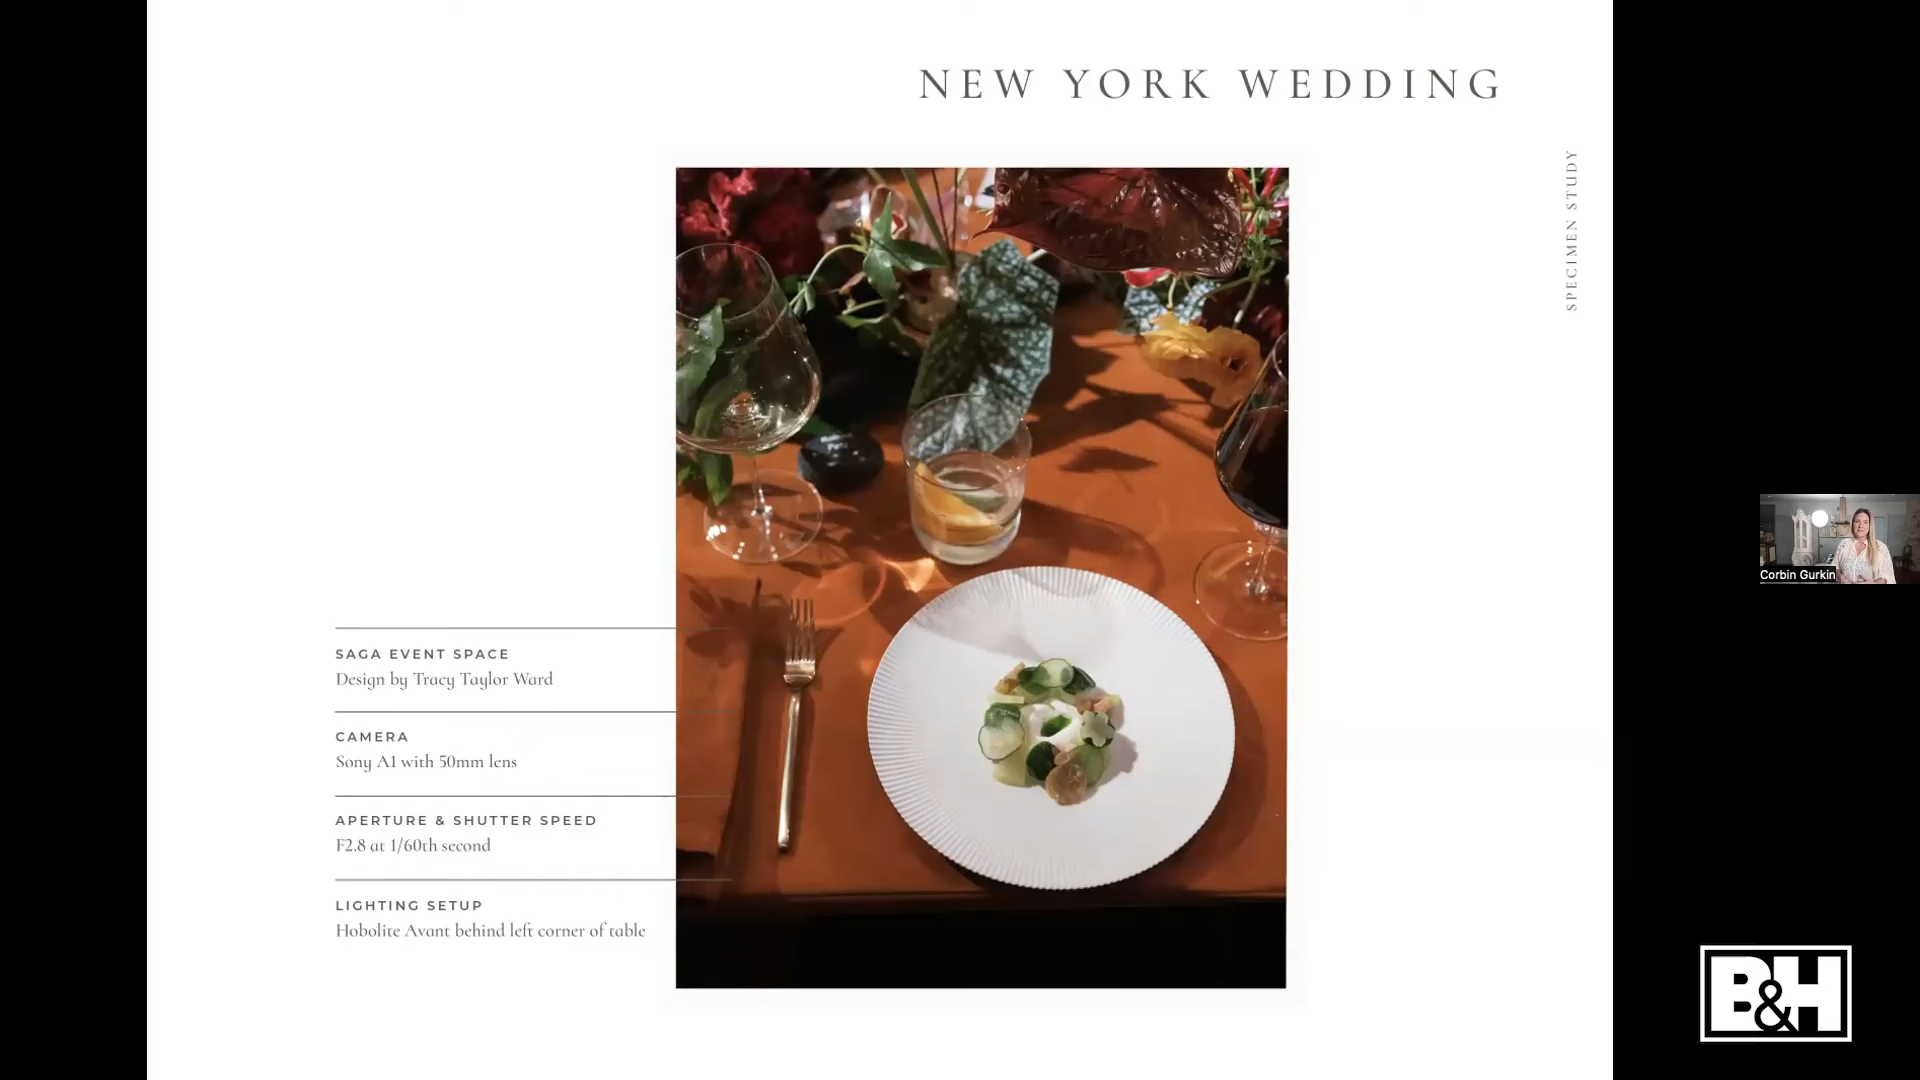 NEW YORK WEDDING
SPECIMEN STUDY
SAGA EVENT SPACE
Design by Tracy Taylor Ward
CAMERA
Sony A1 with 50mm lens
APERTURE & SHUTTER SPEED
F2.8 at 1/60th second
LIGHTING SETUP
Hobolite Avant behind left corner of table
Corbin Gurkin
B&H